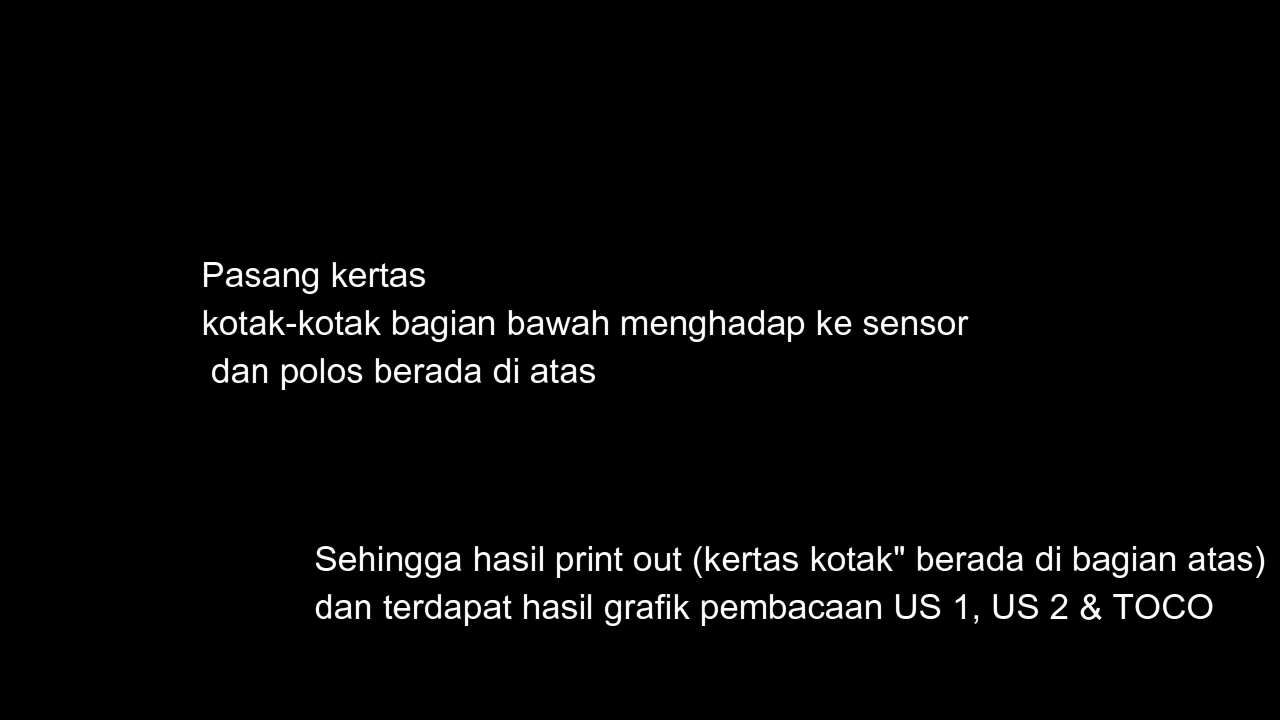 Pasang kertas
kotak-kotak bagian bawah menghadap ke sensor
dan polos berada di atas
Sehingga hasil print out (kertas kotak" berada di bagian atas)
dan terdapat hasil grafik pembacaan US 1, US 2 & TOCO